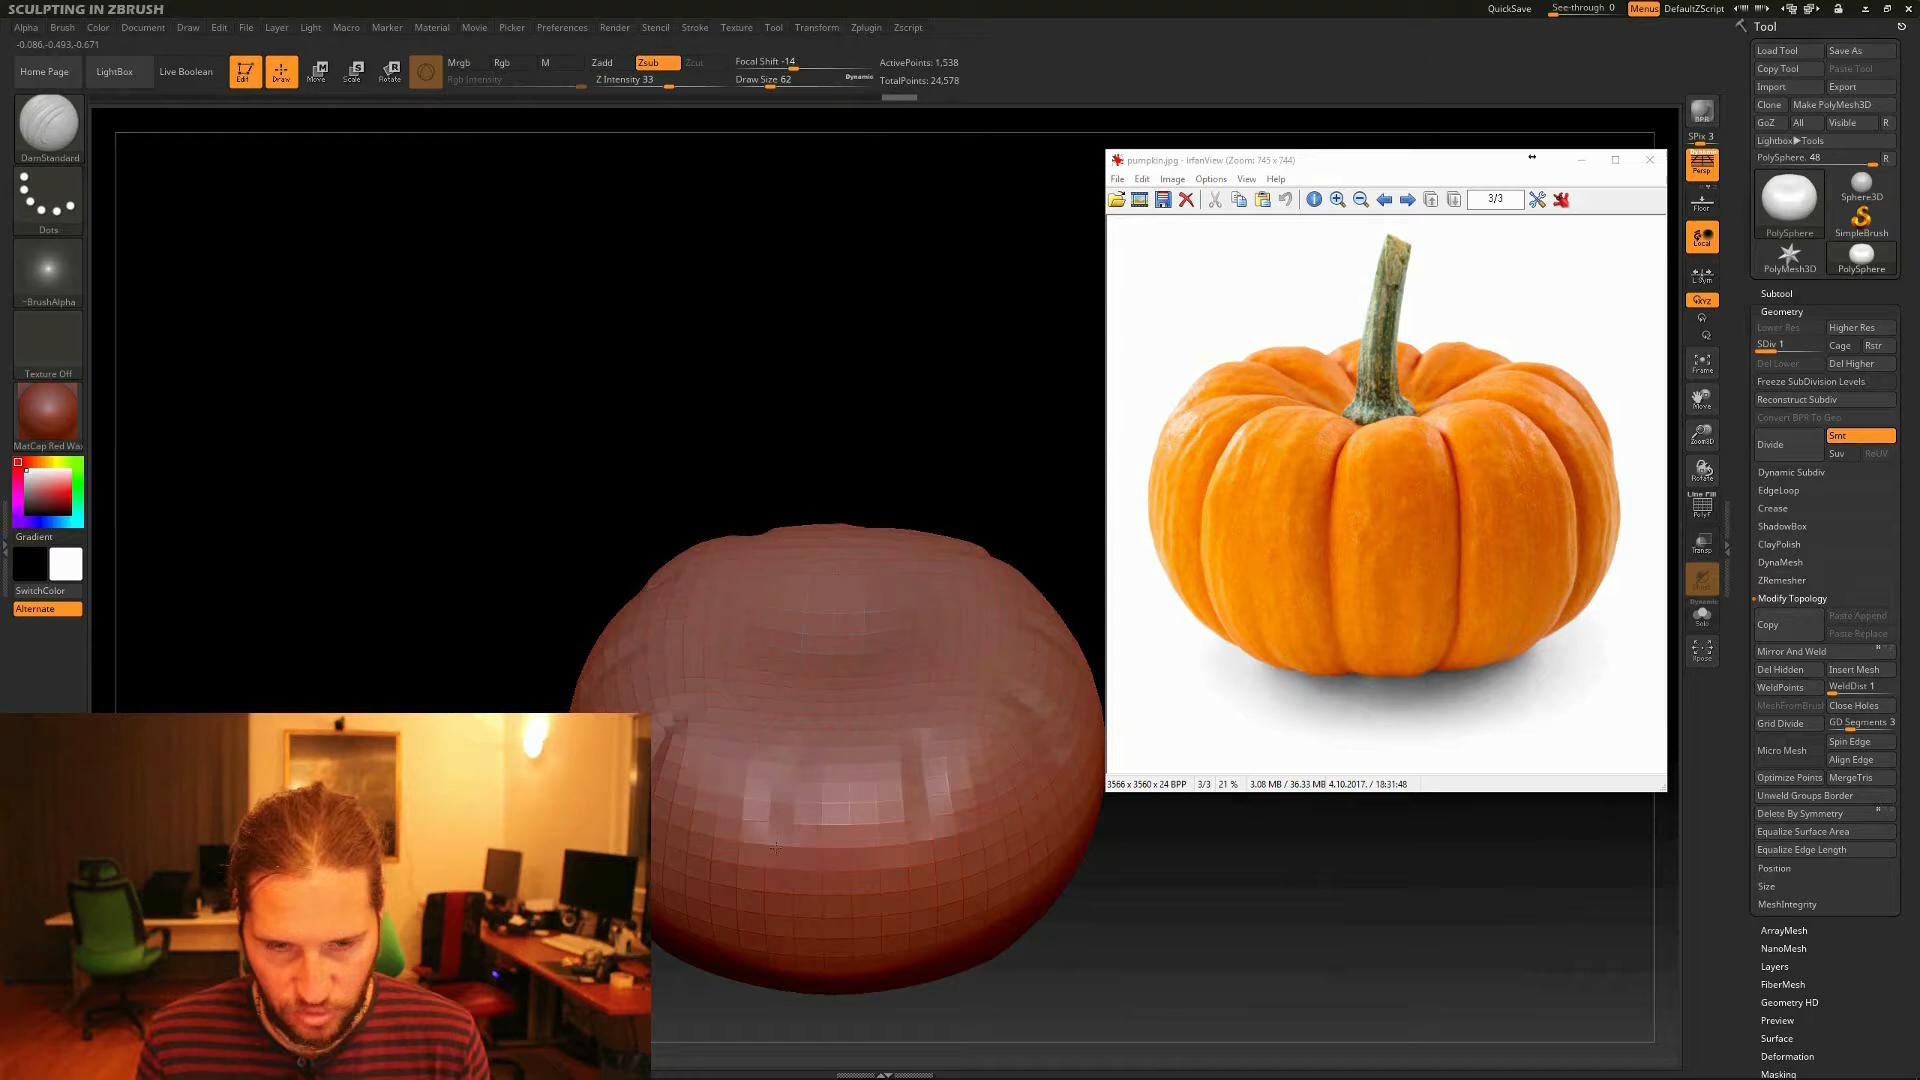 SCULPTING IN ZBRUSH
QuickSave See-through 0 Menus DefaultZScript
Alpha Brush Color Document Draw Edit File Layer Light Macro Marker Material Movie Picker Preferences Render Stencil Stroke Texture Tool Transform Zplugin Zscript
-0.086,-0.493,-0.671
Home Page LightBox Live Boolean Edit Draw Move Scale Rotate
Mrgb Rgb M Zadd Zsub Zcut Focal Shift -14 ActivePoints: 1,538
Rgb Intensity Z Intensity 33 Draw Size 62 Dynamic TotalPoints: 24,578
DamStandard
Dots
~BrushAlpha
Texture Off
MatCap Red Wax
Gradient
SwitchColor
Alternate
pumpkin.jpg - IrfanView (Zoom: 745 x 744)
File Edit Image Options View Help
3/3
3566 x 3560 x 24 BPP 3/3 21 % 3.08 MB / 36.33 MB 4.10.2017. / 18:31:48
BPR
SPix 3
Dynamic
Persp
Floor
Local
L.Sym
XYZ
Frame
Move
Zoom3D
Rotate
Line Fill
PolyF
Transp
Ghost
Dynamic
Solo
Xpose
Tool
Load Tool Save As
Copy Tool Paste Tool
Import Export
Clone Make PolyMesh3D
GoZ All Visible R
Lightbox▶Tools
PolySphere. 48 R
Sphere3D
PolySphere SimpleBrush
PolyMesh3D PolySphere
Subtool
Geometry
Lower Res Higher Res
SDiv 1 Cage Rstr
Del Lower Del Higher
Freeze SubDivision Levels
Reconstruct Subdiv
Convert BPR To Geo
Divide Smt
Suv ReUV
Dynamic Subdiv
EdgeLoop
Crease
ShadowBox
ClayPolish
DynaMesh
ZRemesher
Modify Topology
Copy Paste Append
Paste Replace
Mirror And Weld
Del Hidden Insert Mesh
WeldPoints WeldDist 1
MeshFromBrush Close Holes
Grid Divide GD Segments 3
Micro Mesh Spin Edge
Align Edge
Optimize Points MergeTris
Unweld Groups Border
Delete By Symmetry
Equalize Surface Area
Equalize Edge Length
Position
Size
MeshIntegrity
ArrayMesh
NanoMesh
Layers
FiberMesh
Geometry HD
Preview
Surface
Deformation
Masking